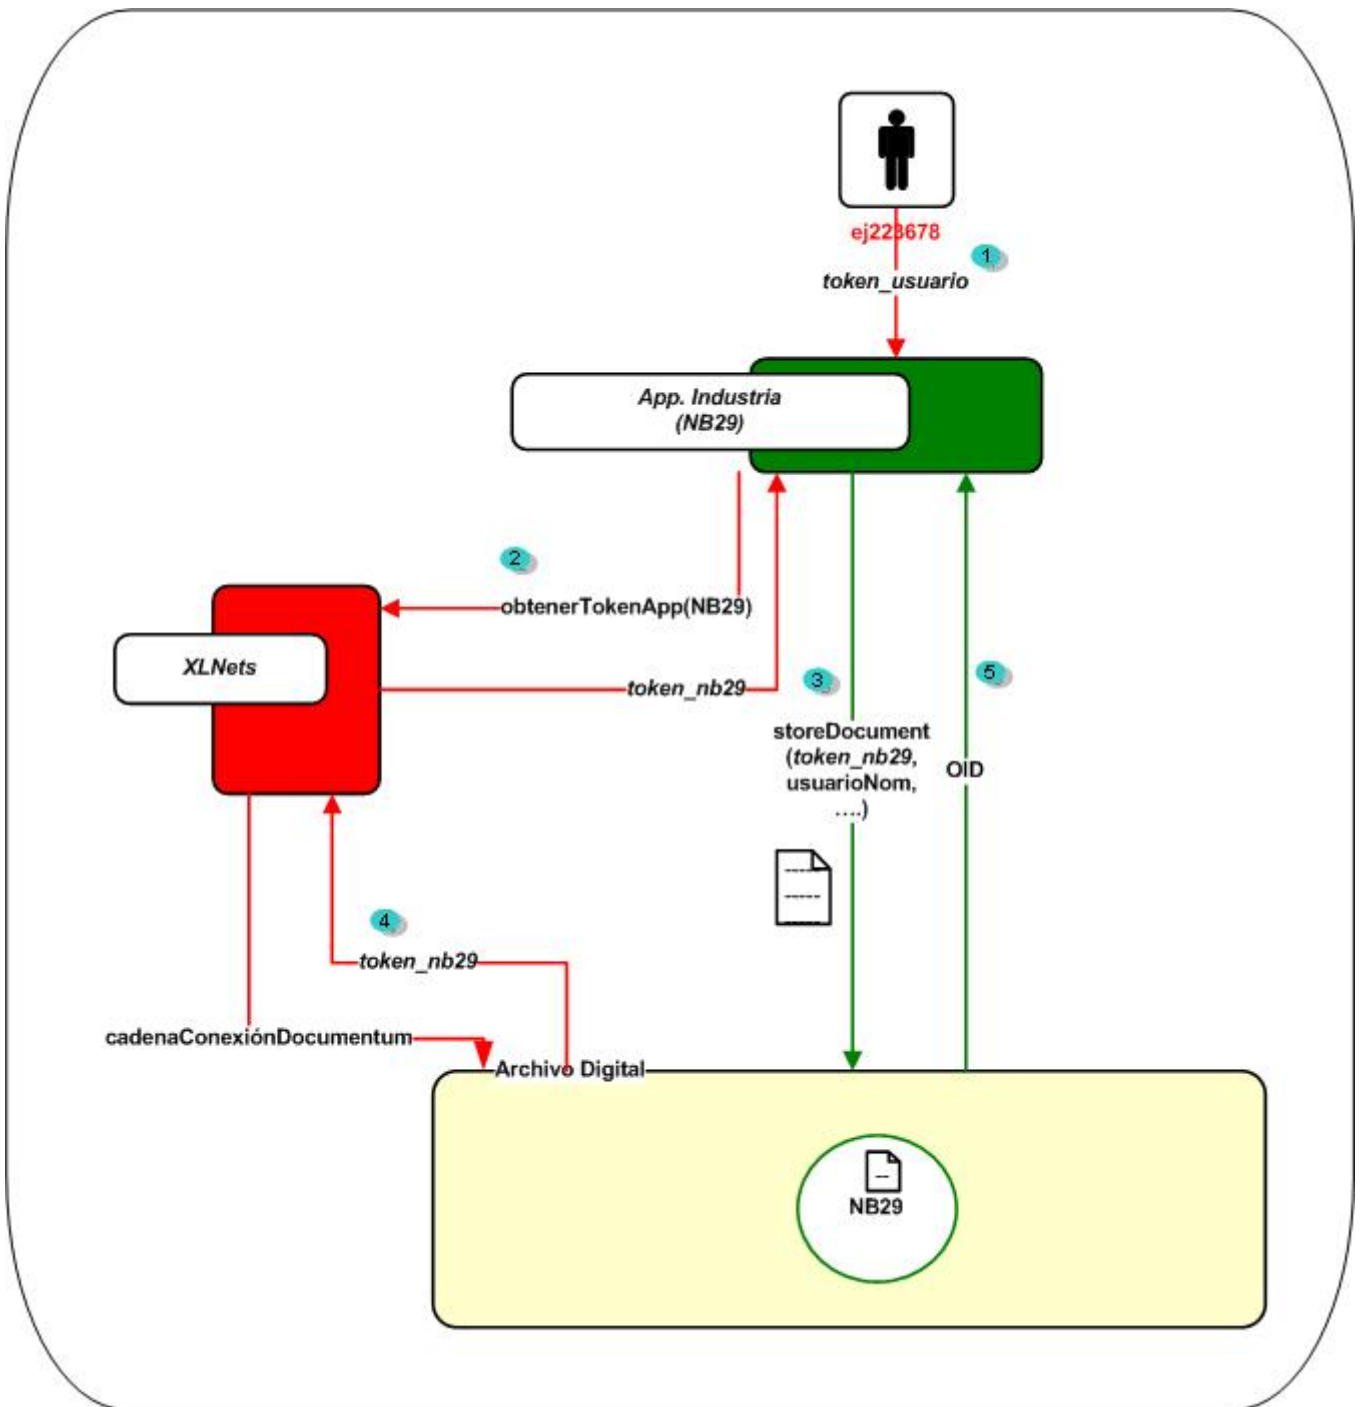 ej223678
1
token_usuario
App. Industria
(NB29)
2
obtenerTokenApp(NB29)
XLNets
token_nb29
3
5
storeDocument
(token_nb29,
usuarioNom,
....)
OID
4
token_nb29
cadenaConexiónDocumentum
Archivo Digital
NB29